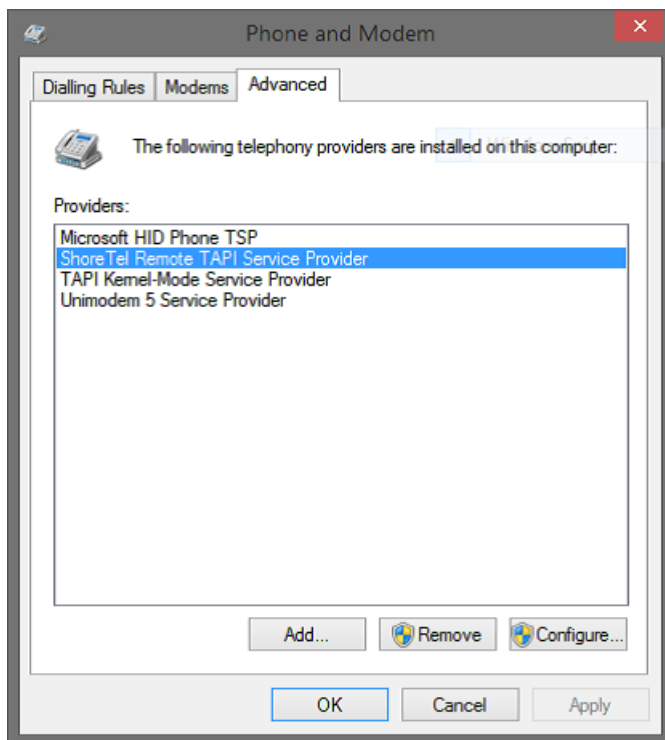 Phone and Modem
Dialling Rules Modems Advanced
The following telephony providers are installed on this computer:
Providers:
Microsoft HID Phone TSP
ShoreTel Remote TAPI Service Provider
TAPI Kernel-Mode Service Provider
Unimodem 5 Service Provider
Add... Remove Configure...
OK Cancel Apply